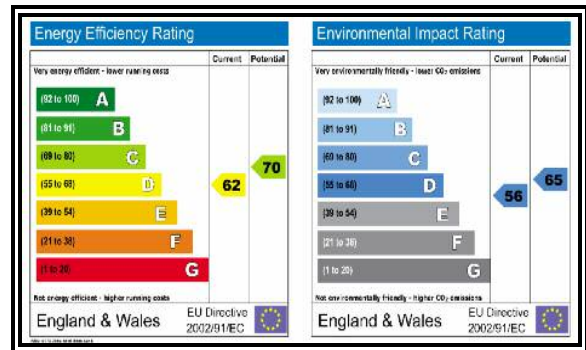 Energy Efficiency Rating
Current Potential
Very energy efficient - lower running costs
(92 to 100) A
(81 to 91) B
(69 to 80) C
(55 to 68) D
(39 to 54) E
(21 to 38) F
(1 to 20) G
62
70
Not energy efficient - higher running costs
England & Wales
EU Directive
2002/91/EC
Environmental Impact Rating
Current Potential
Very environmentally friendly - lower CO₂ emissions
(92 to 100) A
(81 to 91) B
(69 to 80) C
(55 to 68) D
(39 to 54) E
(21 to 38) F
(1 to 20) G
56
65
Not environmentally friendly - higher CO₂ emissions
England & Wales
EU Directive
2002/91/EC